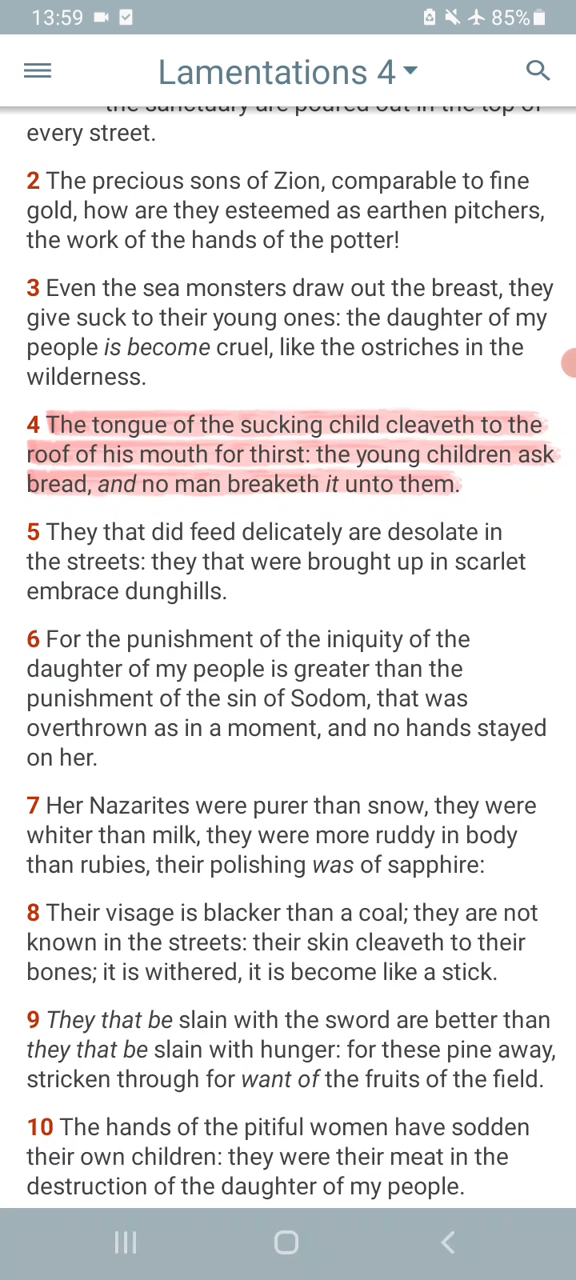 13:59 85%
Lamentations 4
the sanctuary are poured out in the top of
every street.
2 The precious sons of Zion, comparable to fine
gold, how are they esteemed as earthen pitchers,
the work of the hands of the potter!
3 Even the sea monsters draw out the breast, they
give suck to their young ones: the daughter of my
people is become cruel, like the ostriches in the
wilderness.
4 The tongue of the sucking child cleaveth to the
roof of his mouth for thirst: the young children ask
bread, and no man breaketh it unto them.
5 They that did feed delicately are desolate in
the streets: they that were brought up in scarlet
embrace dunghills.
6 For the punishment of the iniquity of the
daughter of my people is greater than the
punishment of the sin of Sodom, that was
overthrown as in a moment, and no hands stayed
on her.
7 Her Nazarites were purer than snow, they were
whiter than milk, they were more ruddy in body
than rubies, their polishing was of sapphire:
8 Their visage is blacker than a coal; they are not
known in the streets: their skin cleaveth to their
bones; it is withered, it is become like a stick.
9 They that be slain with the sword are better than
they that be slain with hunger: for these pine away,
stricken through for want of the fruits of the field.
10 The hands of the pitiful women have sodden
their own children: they were their meat in the
destruction of the daughter of my people.